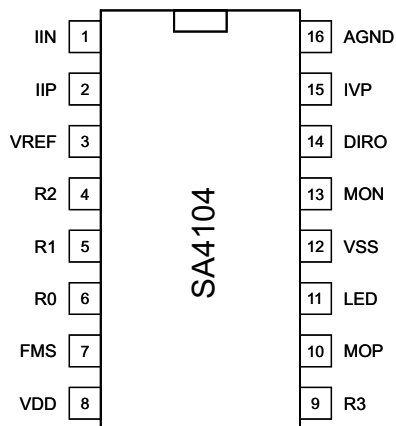 IIN 1 16 AGND
IIP 2 15 IVP
VREF 3 14 DIRO
R2 4 13 MON
SA4104
R1 5 12 VSS
R0 6 11 LED
FMS 7 10 MOP
VDD 8 9 R3